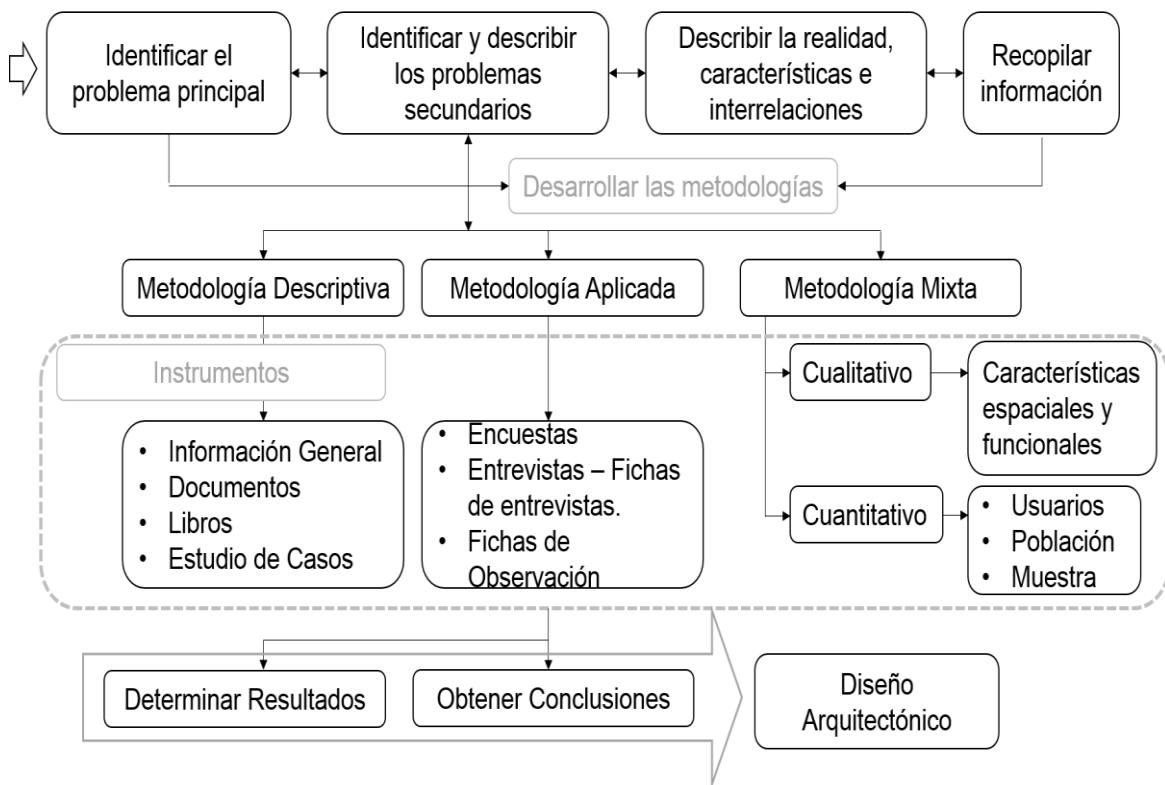 Identificar el
problema principal
Identificar y describir
los problemas
secundarios
Describir la realidad,
características e
interrelaciones
Recopilar
información
Desarrollar las metodologías
Metodología Descriptiva
Metodología Aplicada
Metodología Mixta
Instrumentos
• Información General
• Documentos
• Libros
• Estudio de Casos
• Encuestas
• Entrevistas – Fichas
de entrevistas.
• Fichas de
Observación
Cualitativo
Características
espaciales y
funcionales
Cuantitativo
• Usuarios
• Población
• Muestra
Determinar Resultados
Obtener Conclusiones
Diseño
Arquitectónico